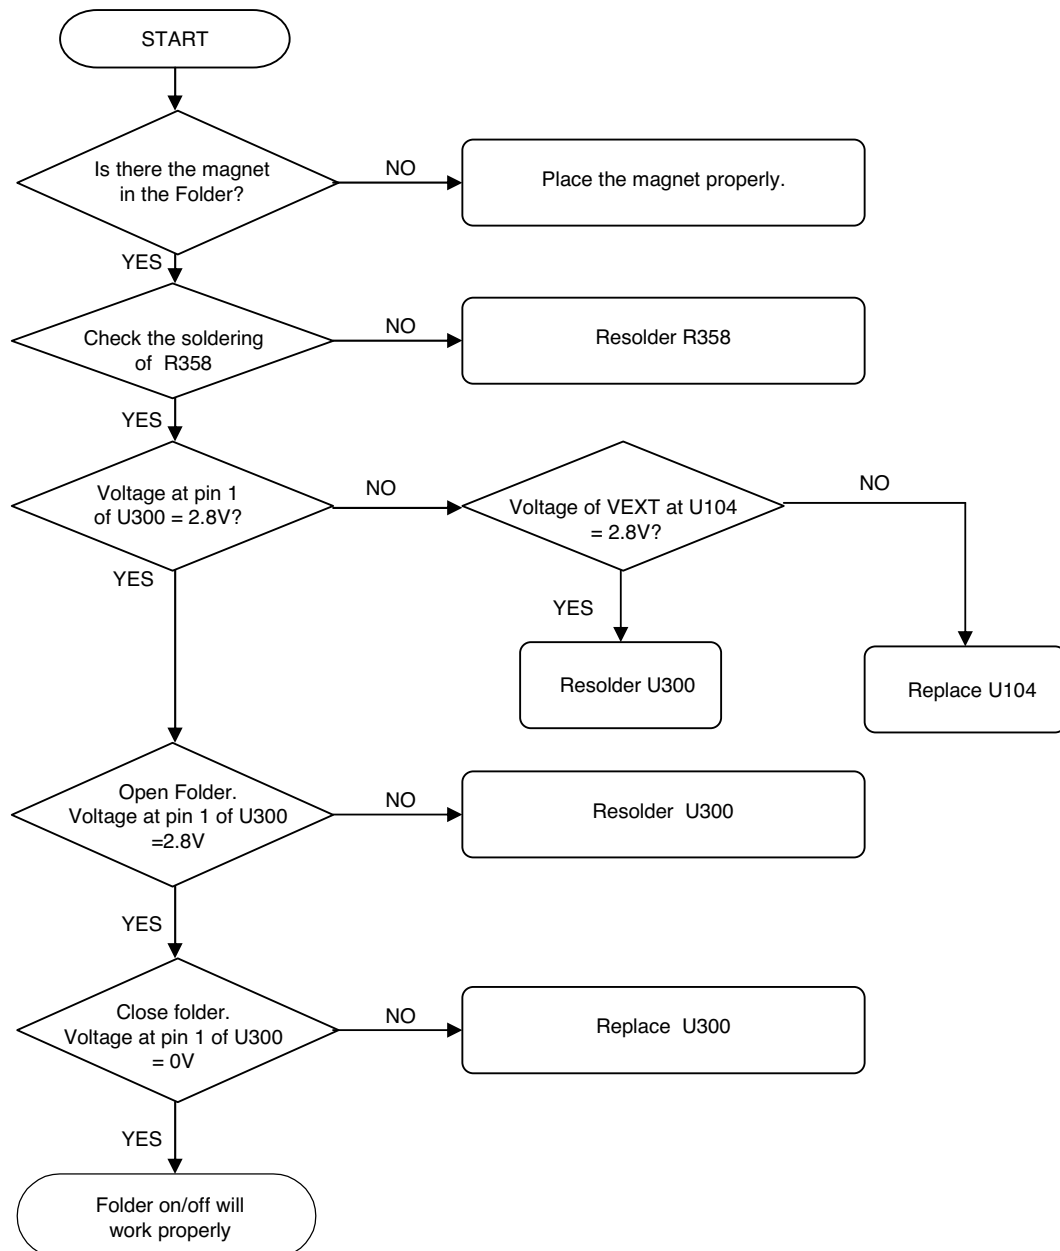 START
Is there the magnet
in the Folder?
NO
Place the magnet properly.
YES
Check the soldering
of R358
NO
Resolder R358
YES
Voltage at pin 1
of U300 = 2.8V?
NO
Voltage of VEXT at U104
= 2.8V?
NO
YES
YES
Resolder U300
Replace U104
Open Folder.
Voltage at pin 1 of U300
=2.8V
NO
Resolder U300
YES
Close folder.
Voltage at pin 1 of U300
= 0V
NO
Replace U300
YES
Folder on/off will
work properly